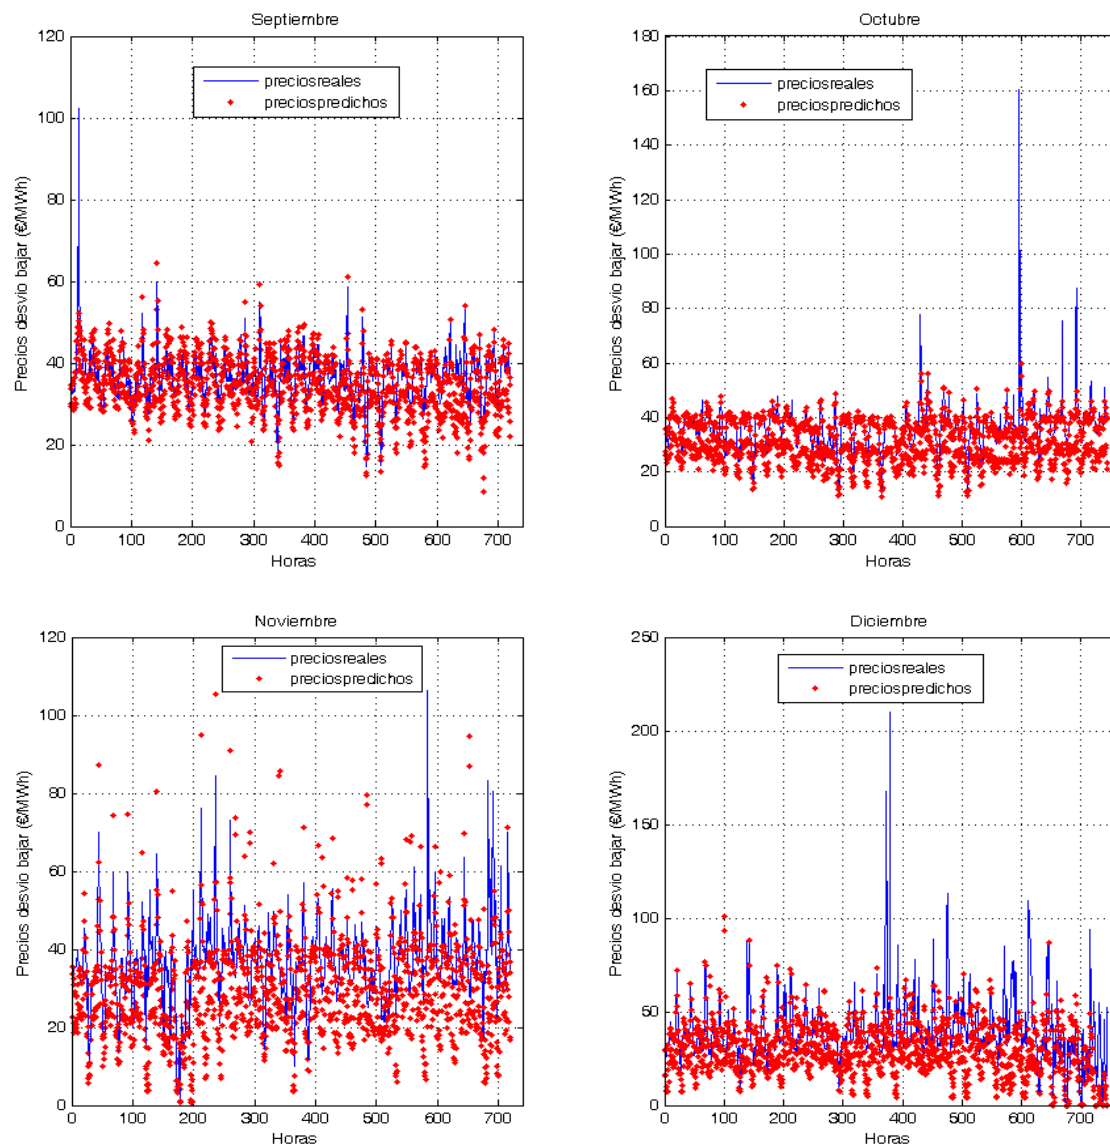 Septiembre
120
100
80
60
40
20
0
0 100 200 300 400 500 600 700
Precios desvio bajar (€/MWh)
Horas
preciosreales
preciospredichos
Octubre
180
160
140
120
100
80
60
40
20
0
0 100 200 300 400 500 600 700
Precios desvio bajar (€/MWh)
Horas
preciosreales
preciospredichos
Noviembre
120
100
80
60
40
20
0
0 100 200 300 400 500 600 700
Precios desvio bajar (€/MWh)
Horas
preciosreales
preciospredichos
Diciembre
250
200
150
100
50
0
0 100 200 300 400 500 600 700
Precios desvio bajar (€/MWh)
Horas
preciosreales
preciospredichos